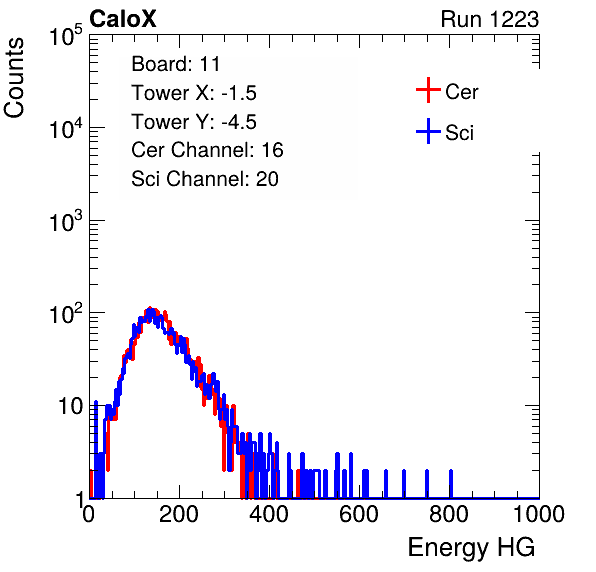 CaloX Run 1223
Counts
Board: 11
Tower X: -1.5
Tower Y: -4.5
Cer Channel: 16
Sci Channel: 20
Cer
Sci
10^5
10^4
10^3
10^2
10
1
0 200 400 600 800 1000
Energy HG